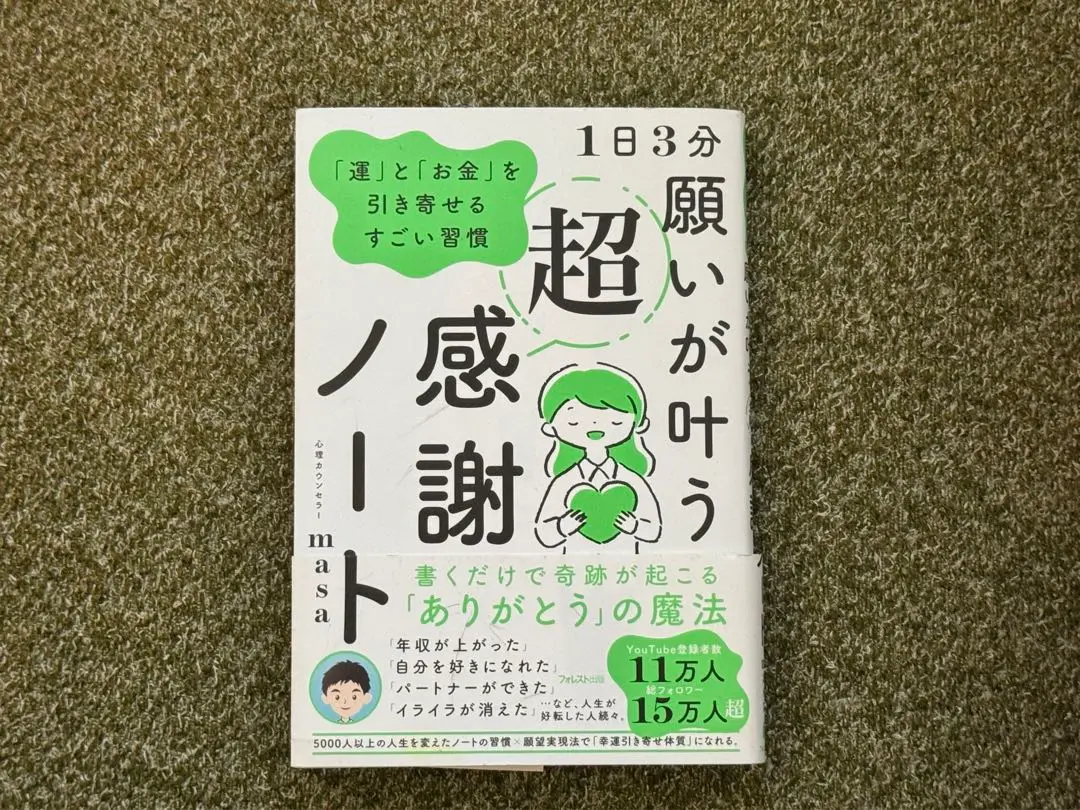 1日3分
願いが叶う
超
感謝
ノート
「運」と「お金」を
引き寄せる
すごい習慣
心理カウンセラー
masa
書くだけで奇跡が起こる
「ありがとう」の魔法
「年収が上がった」
「自分を好きになれた」
「パートナーができた」
「イライラが消えた」
…など、人生が
好転した人続々。
フォレスト出版
YouTube登録者数
11万人
総フォロワー
15万人超
5000人以上の人生を変えたノートの習慣×願望実現法で「幸運引き寄せ体質」になれる。